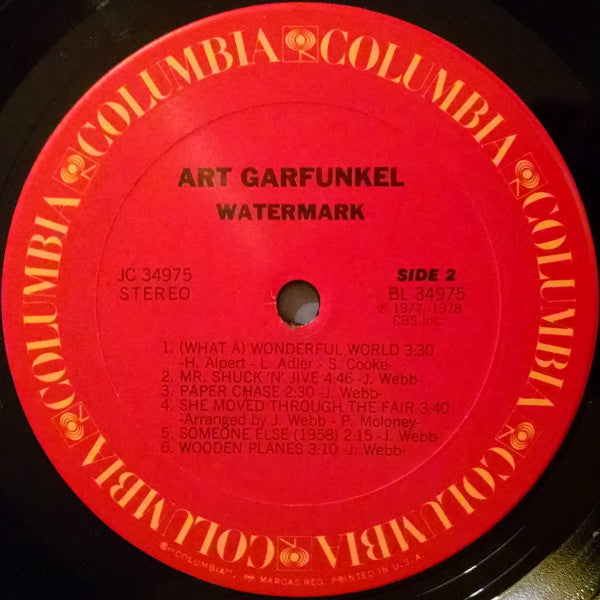 COLUMBIA COLUMBIA COLUMBIA COLUMBIA COLUMBIA COLUMBIA
ART GARFUNKEL
WATERMARK
JC 34975
STEREO
SIDE 2
BL 34975
℗ 1977, 1978
CBS Inc.
1. (WHAT A) WONDERFUL WORLD 3:30
-H. Alpert - L. Adler - S. Cooke-
2. MR. SHUCK 'N' JIVE 4:46 -J. Webb-
3. PAPER CHASE 2:30 -J. Webb-
4. SHE MOVED THROUGH THE FAIR 3:40
-Arranged by J. Webb - P. Moloney-
5. SOMEONE ELSE (1958) 2:15 -J. Webb-
6. WOODEN PLANES 3:10 -J. Webb-
"COLUMBIA", MARCAS REG. PRINTED IN U.S.A.